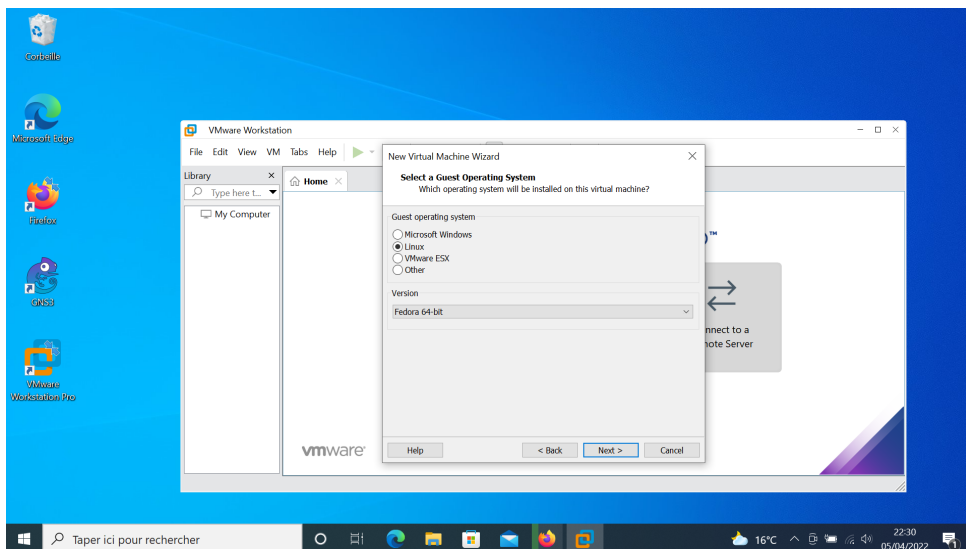 Corbeille
Microsoft Edge
Firefox
GNS3
VMware
Workstation Pro
VMware Workstation
File Edit View VM Tabs Help
Library
Type here t...
My Computer
Home
New Virtual Machine Wizard
Select a Guest Operating System
Which operating system will be installed on this virtual machine?
Guest operating system
Microsoft Windows
Linux
VMware ESX
Other
Version
Fedora 64-bit
Help
< Back
Next >
Cancel
™
nnect to a
note Server
vmware®
Taper ici pour rechercher
16°C
22:30
05/04/2022
1